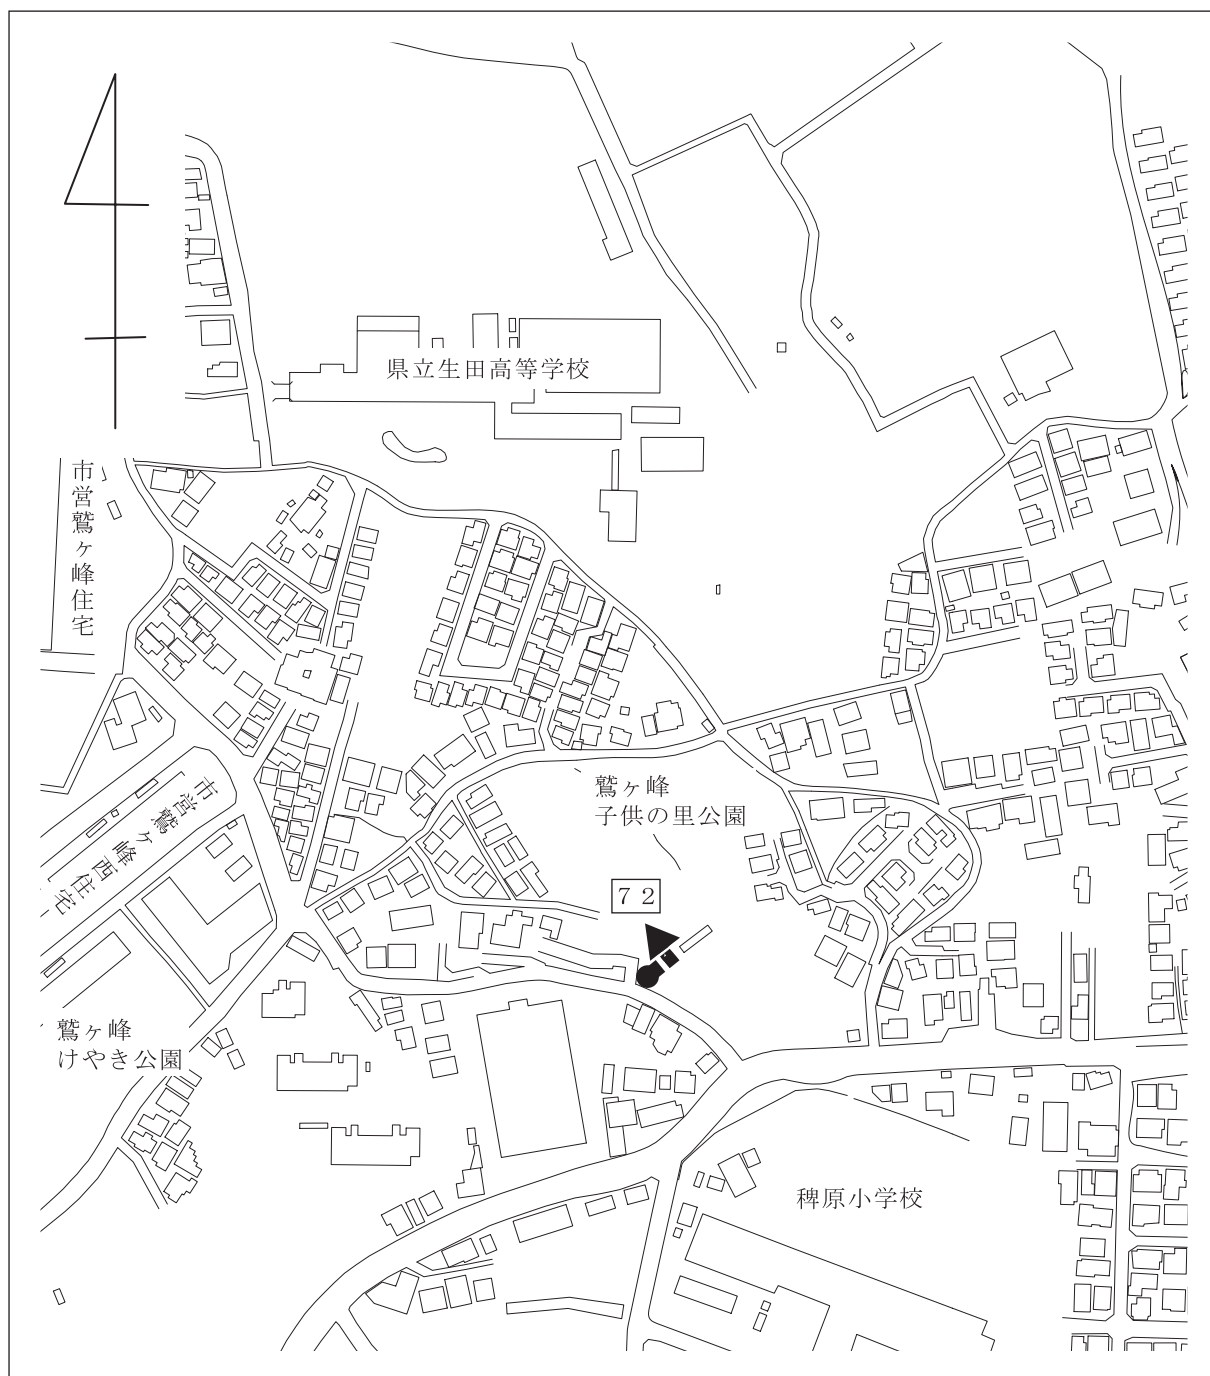 県立生田高等学校
市営鷲ヶ峰住宅
市営鷲ヶ峰西住宅
鷲ヶ峰
子供の里公園
７２
鷲ヶ峰
けやき公園
稗原小学校